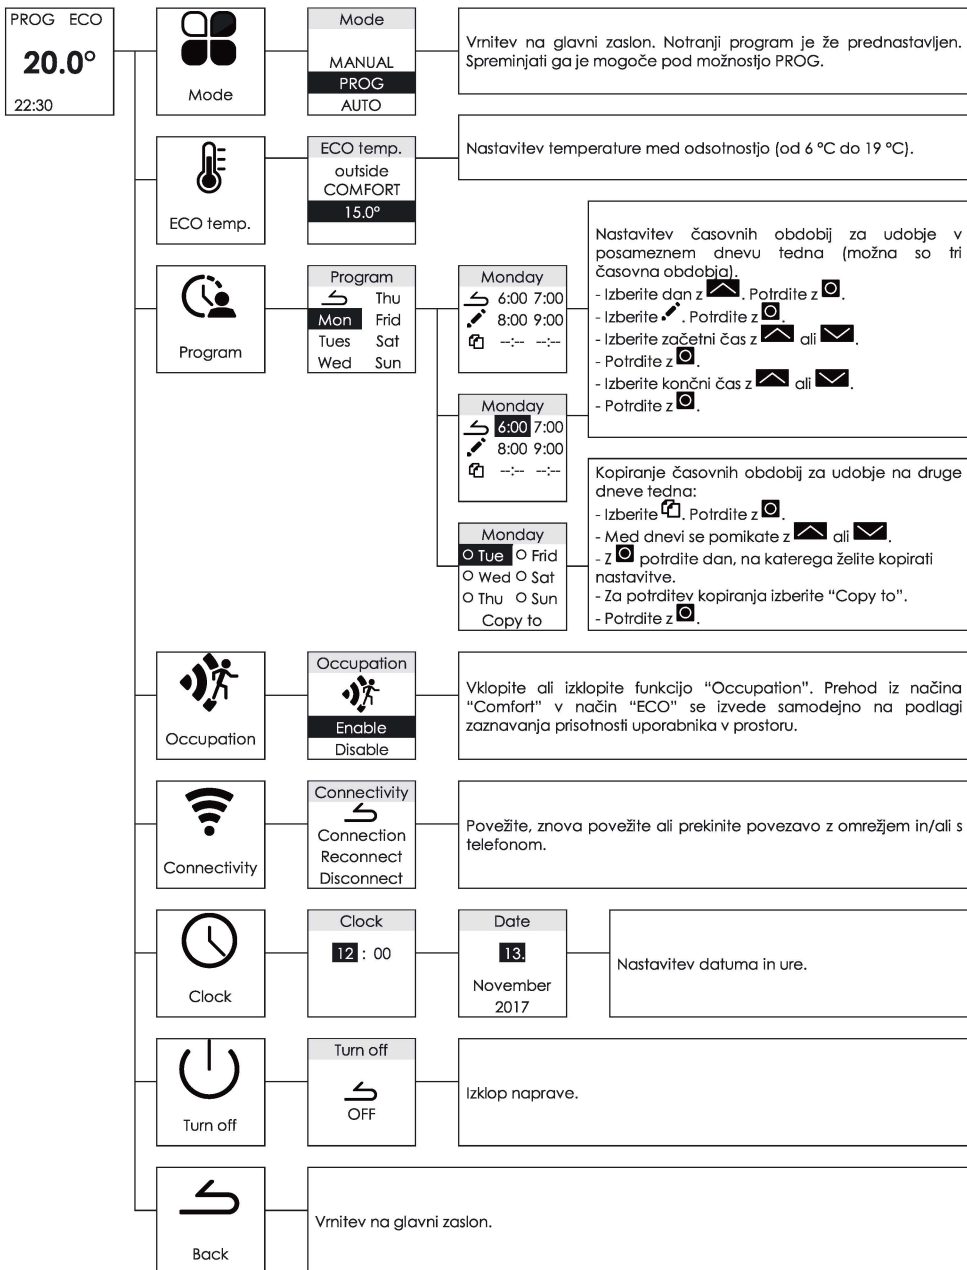 PROG ECO
20.0°
22:30
Mode
Mode
MANUAL
PROG
AUTO
Vrnitev na glavni zaslon. Notranji program je že prednastavljen.
Spreminjati ga je mogoče pod možnostjo PROG.
ECO temp.
ECO temp.
outside
COMFORT
15.0°
Nastavitev temperature med odsotnostjo (od 6 °C do 19 °C).
Program
Program
Thu
Mon Frid
Tues Sat
Wed Sun
Monday
6:00 7:00
8:00 9:00
--:-- --:--
Nastavitev časovnih obdobij za udobje v
posameznem dnevu tedna (možna so tri
časovna obdobja).
- Izberite dan z . Potrdite z .
- Izberite . Potrdite z .
- Izberite začetni čas z ali .
- Potrdite z .
- Izberite končni čas z ali .
- Potrdite z .
Monday
6:00 7:00
8:00 9:00
--:-- --:--
Monday
Tue Frid
Wed Sat
Thu Sun
Copy to
Kopiranje časovnih obdobij za udobje na druge
dneve tedna:
- Izberite . Potrdite z .
- Med dnevi se pomikate z ali .
- Z potrdite dan, na katerega želite kopirati
nastavitve.
- Za potrditev kopiranja izberite “Copy to”.
- Potrdite z .
Occupation
Occupation
Enable
Disable
Vklopite ali izklopite funkcijo “Occupation”. Prehod iz načina
“Comfort” v način “ECO” se izvede samodejno na podlagi
zaznavanja prisotnosti uporabnika v prostoru.
Connectivity
Connectivity
Connection
Reconnect
Disconnect
Povežite, znova povežite ali prekinite povezavo z omrežjem in/ali s
telefonom.
Clock
Clock
12 : 00
Date
13.
November
2017
Nastavitev datuma in ure.
Turn off
Turn off
OFF
Izklop naprave.
Back
Vrnitev na glavni zaslon.